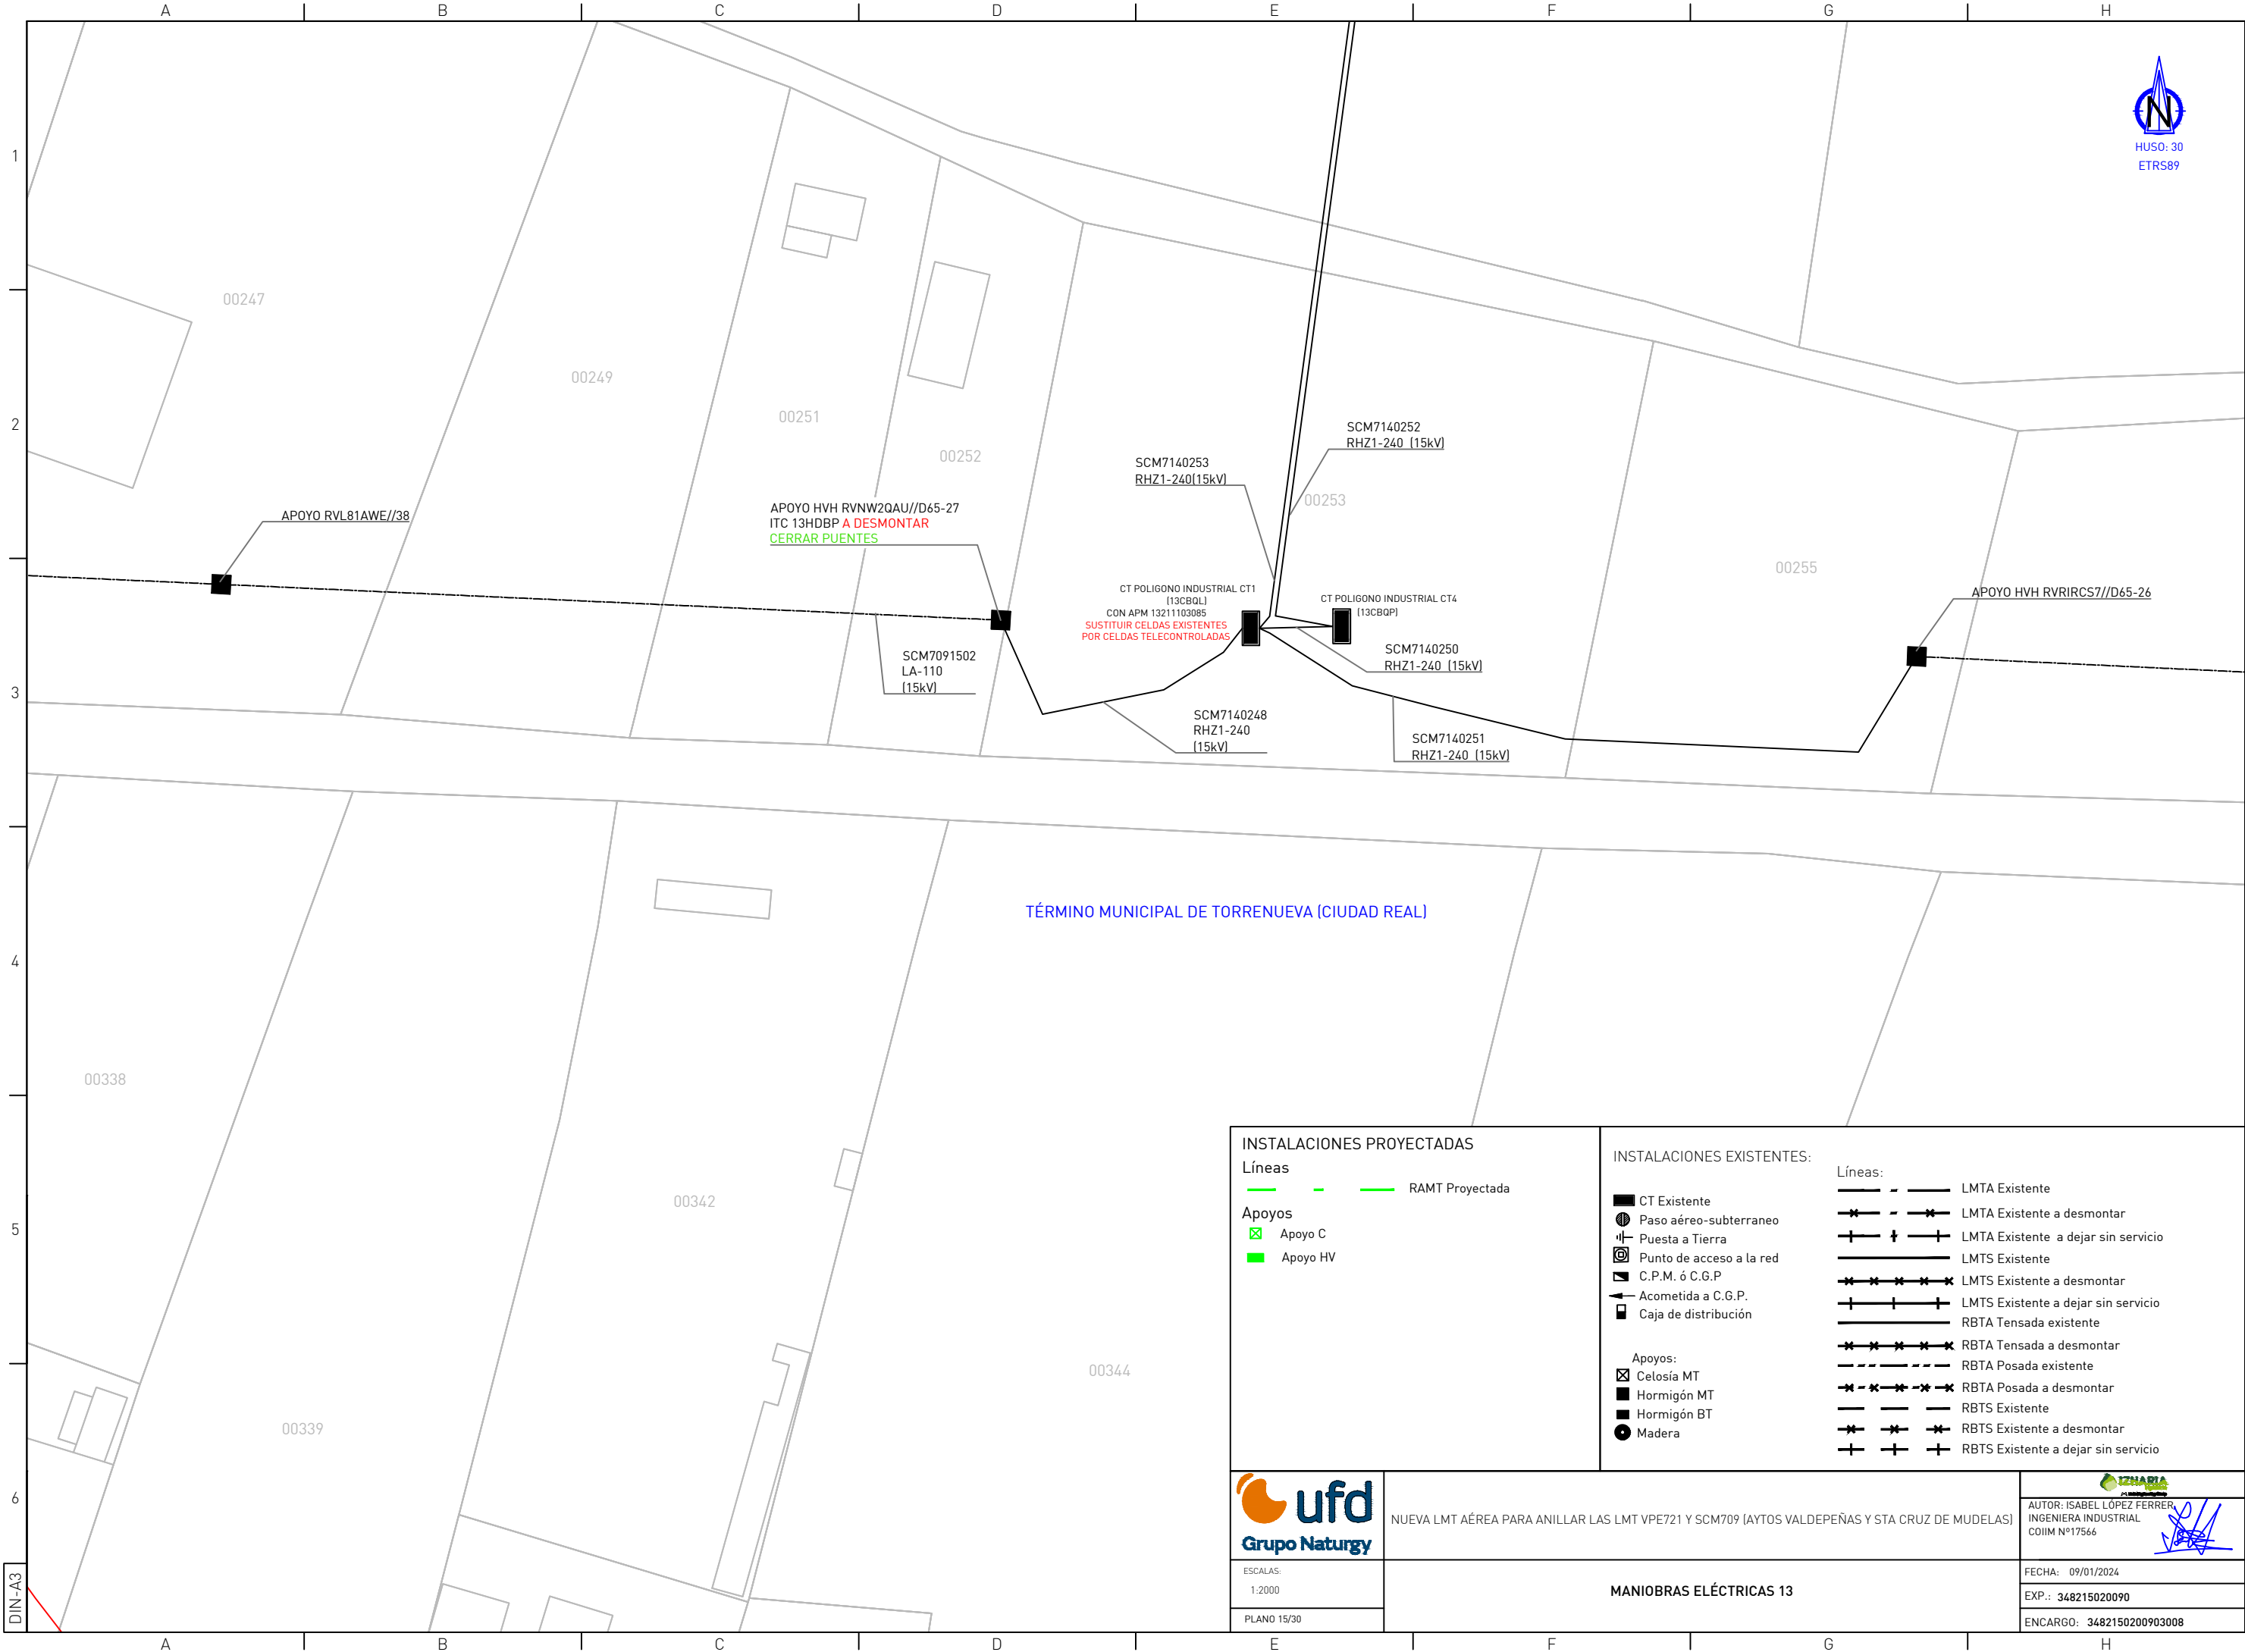 A B C D E F G H
1
HUSO: 30
ETRS89
00247
00249
00251
2
SCM7140252
RHZ1-240 (15kV)
00252
SCM7140253
RHZ1-240(15kV)
00253
APOYO RVL81AWE//38
APOYO HVH RVNW2QAU//D65-27
ITC 13HDBP A DESMONTAR
CERRAR PUENTES
00255
CT POLIGONO INDUSTRIAL CT1
(13CBQL)
CON APM 13211103085
SUSTITUIR CELDAS EXISTENTES
POR CELDAS TELECONTROLADAS
CT POLIGONO INDUSTRIAL CT4
(13CBQP)
APOYO HVH RVRIRCS7//D65-26
SCM7091502
LA-110
(15kV)
SCM7140250
RHZ1-240 (15kV)
3
SCM7140248
RHZ1-240
(15kV)
SCM7140251
RHZ1-240 (15kV)
TÉRMINO MUNICIPAL DE TORRENUEVA (CIUDAD REAL)
4
00338
00342
00344
00339
5
6
INSTALACIONES PROYECTADAS
Líneas
RAMT Proyectada
Apoyos
Apoyo C
Apoyo HV
INSTALACIONES EXISTENTES:
CT Existente
Paso aéreo-subterraneo
Puesta a Tierra
Punto de acceso a la red
C.P.M. ó C.G.P
Acometida a C.G.P.
Caja de distribución
Apoyos:
Celosía MT
Hormigón MT
Hormigón BT
Madera
Líneas:
LMTA Existente
LMTA Existente a desmontar
LMTA Existente a dejar sin servicio
LMTS Existente
LMTS Existente a desmontar
LMTS Existente a dejar sin servicio
RBTA Tensada existente
RBTA Tensada a desmontar
RBTA Posada existente
RBTA Posada a desmontar
RBTS Existente
RBTS Existente a desmontar
RBTS Existente a dejar sin servicio
ufd
Grupo Naturgy
NUEVA LMT AÉREA PARA ANILLAR LAS LMT VPE721 Y SCM709 (AYTOS VALDEPEÑAS Y STA CRUZ DE MUDELAS)
IZHARIA
AUTOR: ISABEL LÓPEZ FERRER
INGENIERA INDUSTRIAL
COIIM Nº17566
ESCALAS:
1:2000
PLANO 15/30
MANIOBRAS ELÉCTRICAS 13
FECHA: 09/01/2024
EXP.: 348215020090
ENCARGO: 3482150200903008
DIN-A3
A B C D E F G H